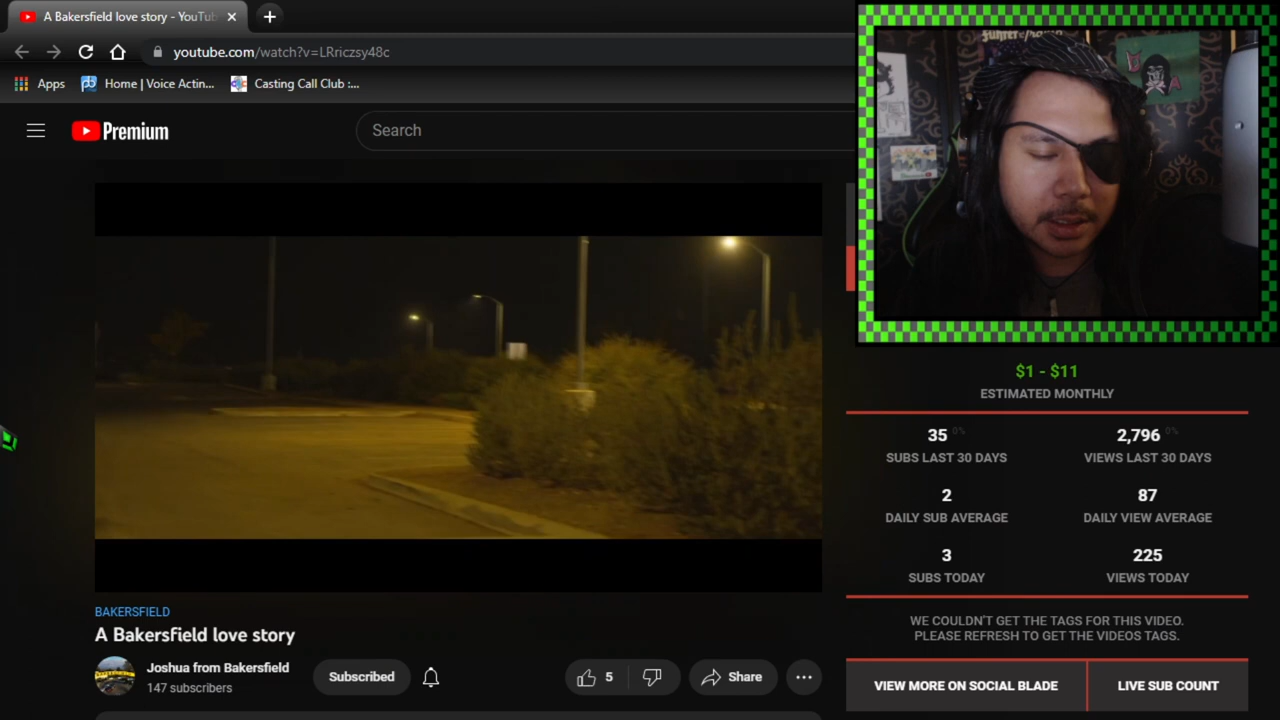 A Bakersfield love story - YouTub
youtube.com/watch?v=LRriczsy48c
Apps
Home | Voice Actin...
Casting Call Club :...
Premium
Search
$1 - $11
ESTIMATED MONTHLY
35 0%
2,796 0%
SUBS LAST 30 DAYS
VIEWS LAST 30 DAYS
2
87
DAILY SUB AVERAGE
DAILY VIEW AVERAGE
3
225
SUBS TODAY
VIEWS TODAY
WE COULDN'T GET THE TAGS FOR THIS VIDEO.
PLEASE REFRESH TO GET THE VIDEOS TAGS.
VIEW MORE ON SOCIAL BLADE
LIVE SUB COUNT
BAKERSFIELD
A Bakersfield love story
Joshua from Bakersfield
147 subscribers
Subscribed
5
Share